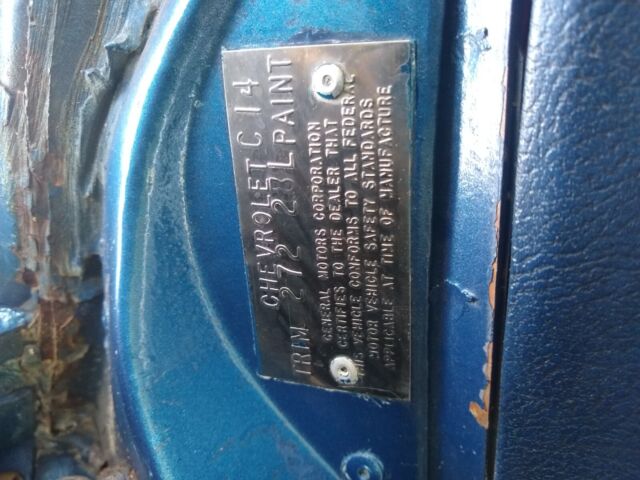 CHEVROLET C 14
TRIM 272 23L PAINT
GENERAL MOTORS CORPORATION
CERTIFIES TO THE DEALER THAT
THIS VEHICLE CONFORMS TO ALL FEDERAL
MOTOR VEHICLE SAFETY STANDARDS
APPLICABLE AT TIME OF MANUFACTURE